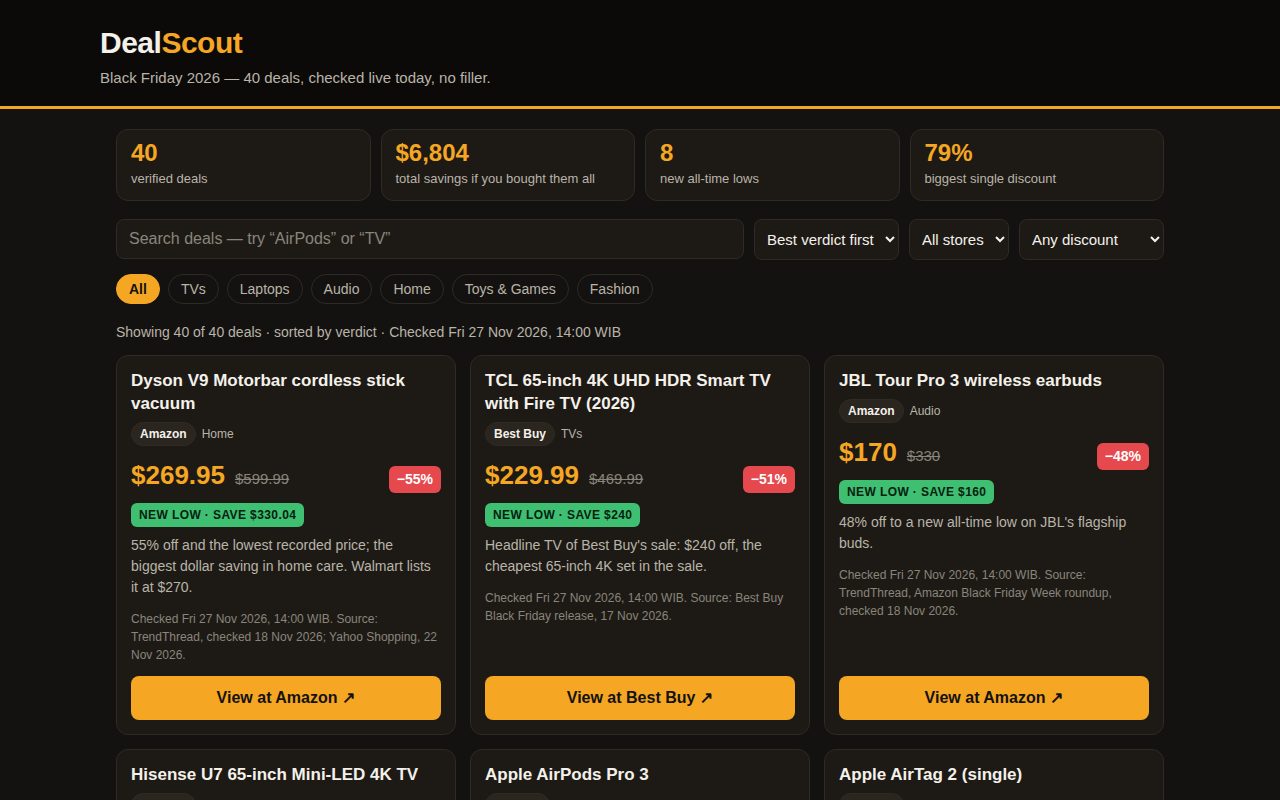 DealScout
Black Friday 2026 — 40 deals, checked live today, no filler.
40
verified deals
$6,804
total savings if you bought them all
8
new all-time lows
79%
biggest single discount
Search deals — try “AirPods” or “TV”
Best verdict first
All stores
Any discount
All
TVs
Laptops
Audio
Home
Toys & Games
Fashion
Showing 40 of 40 deals · sorted by verdict · Checked Fri 27 Nov 2026, 14:00 WIB
Dyson V9 Motorbar cordless stick
vacuum
Amazon Home
$269.95 $599.99 −55%
NEW LOW · SAVE $330.04
55% off and the lowest recorded price; the
biggest dollar saving in home care. Walmart lists
it at $270.
Checked Fri 27 Nov 2026, 14:00 WIB. Source:
TrendThread, checked 18 Nov 2026; Yahoo Shopping, 22
Nov 2026.
View at Amazon ↗
TCL 65-inch 4K UHD HDR Smart TV
with Fire TV (2026)
Best Buy TVs
$229.99 $469.99 −51%
NEW LOW · SAVE $240
Headline TV of Best Buy's sale: $240 off, the
cheapest 65-inch 4K set in the sale.
Checked Fri 27 Nov 2026, 14:00 WIB. Source: Best Buy
Black Friday release, 17 Nov 2026.
View at Best Buy ↗
JBL Tour Pro 3 wireless earbuds
Amazon Audio
$170 $330 −48%
NEW LOW · SAVE $160
48% off to a new all-time low on JBL's flagship
buds.
Checked Fri 27 Nov 2026, 14:00 WIB. Source:
TrendThread, Amazon Black Friday Week roundup,
checked 18 Nov 2026.
View at Amazon ↗
Hisense U7 65-inch Mini-LED 4K TV
Apple AirPods Pro 3
Apple AirTag 2 (single)